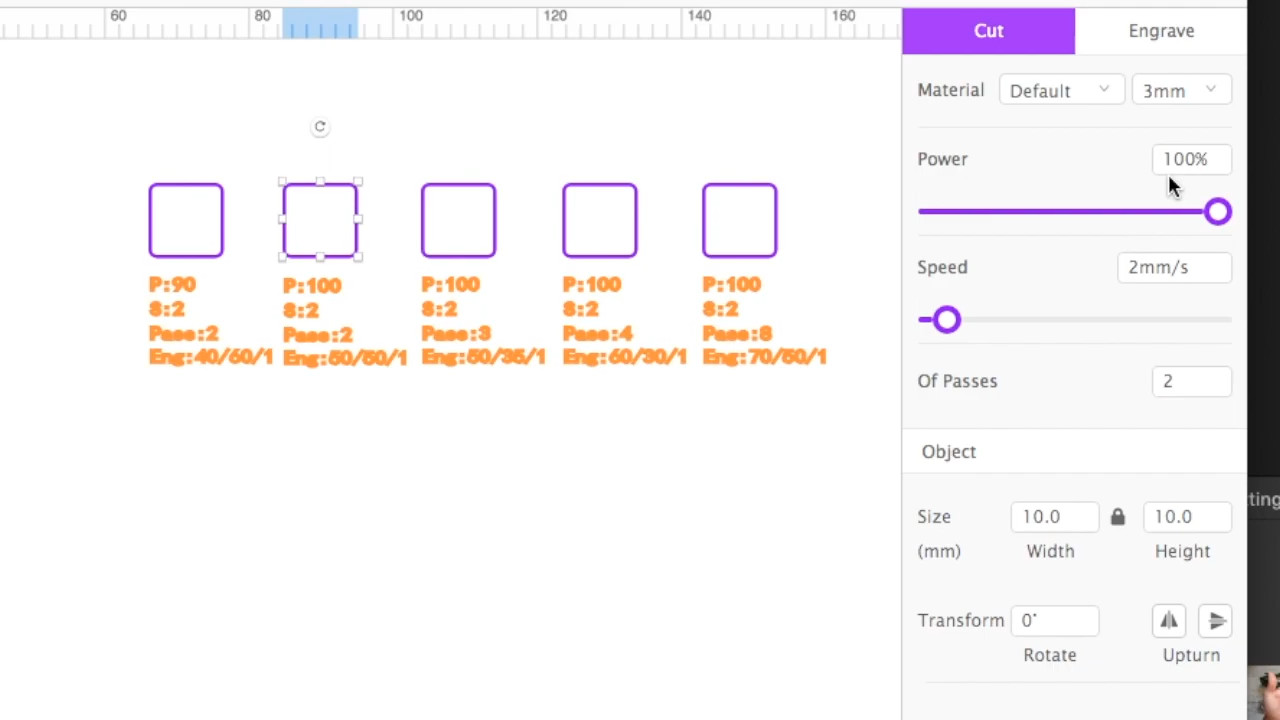 60 80 100 120 140 160
Cut Engrave
Material Default 3mm
Power 100%
Speed 2mm/s
Of Passes 2
Object
Size 10.0 10.0
(mm) Width Height
Transform 0°
Rotate Upturn
P:90
S:2
Pass:2
Eng:40/60/1
P:100
S:2
Pass:2
Eng:50/50/1
P:100
S:2
Pass:3
Eng:50/35/1
P:100
S:2
Pass:4
Eng:60/30/1
P:100
S:2
Pass:8
Eng:70/50/1